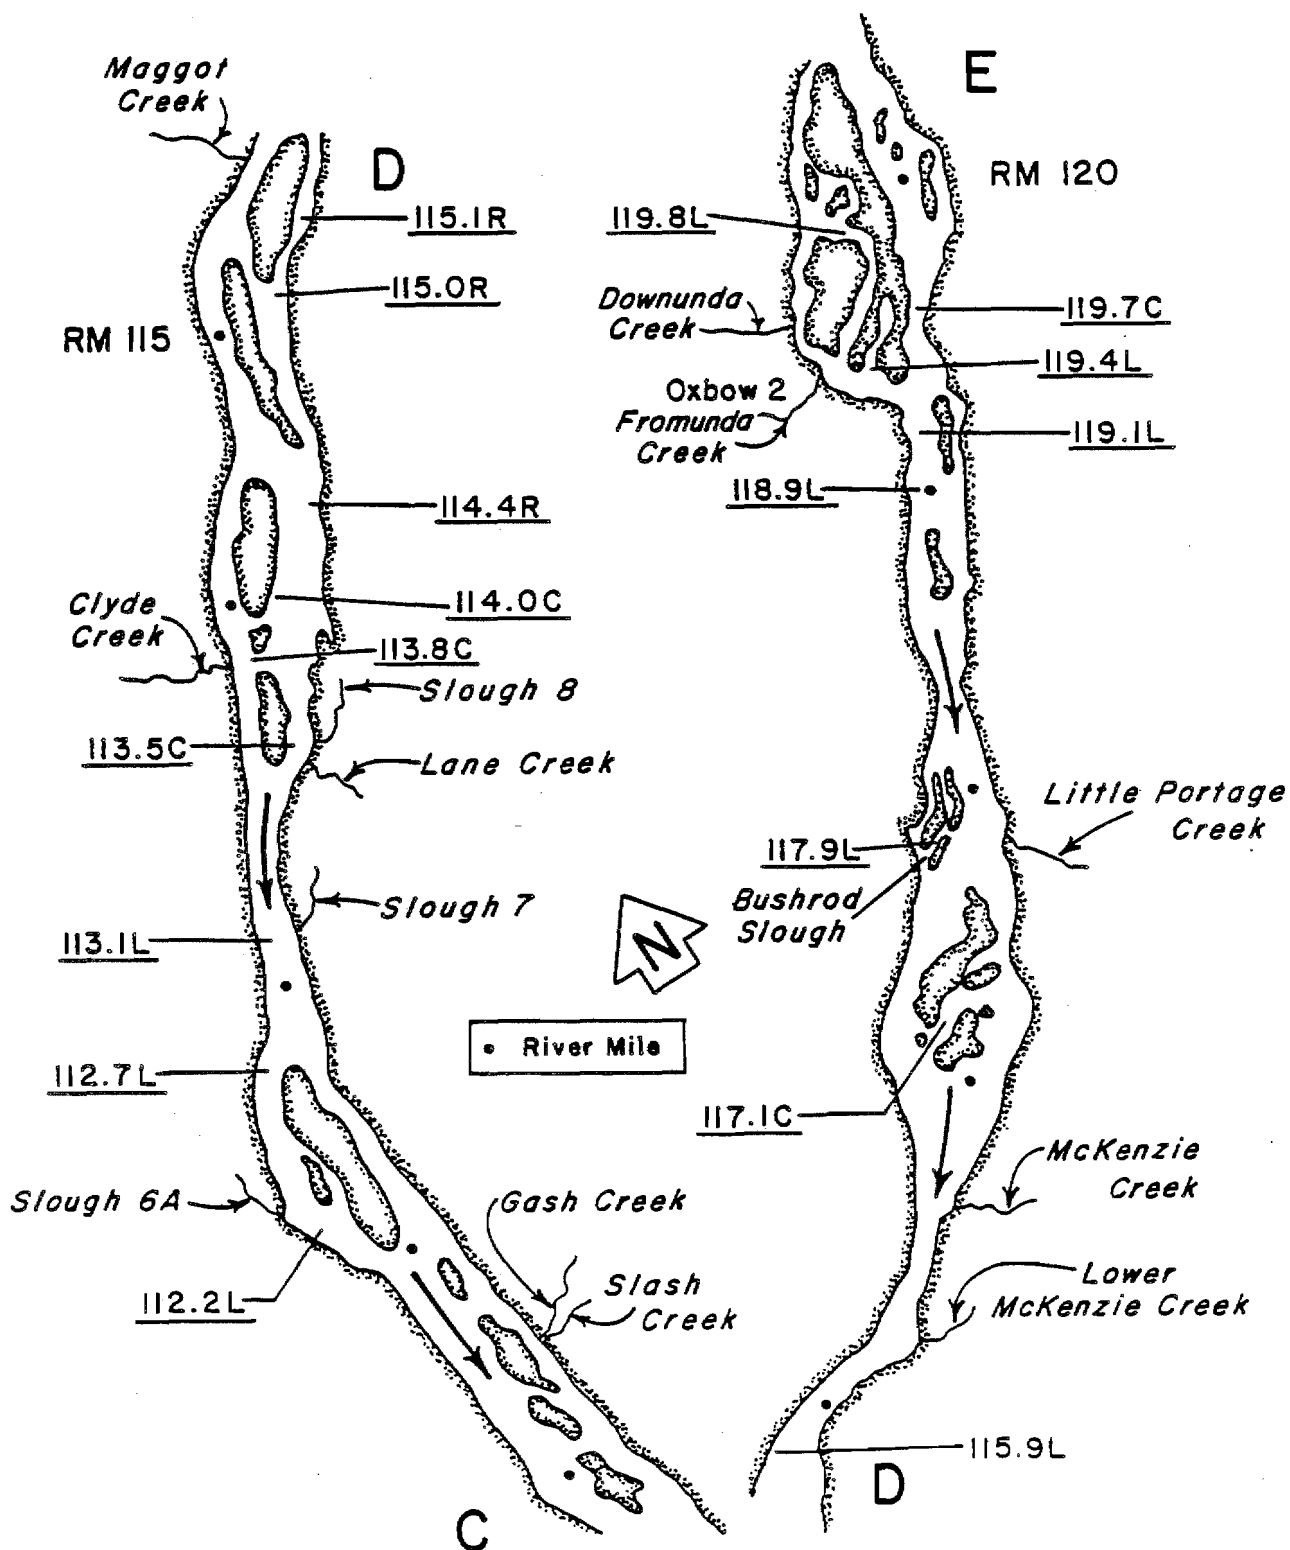 Maggot
Creek
D
115.1R
115.0R
RM 115
114.4R
114.0C
Clyde
Creek
113.8C
Slough 8
113.5C
Lane Creek
Slough 7
113.1L
112.7L
Slough 6A
Gash Creek
Slash
Creek
112.2L
C
N
• River Mile
E
RM 120
119.8L
Downunda
Creek
119.7C
119.4L
Oxbow 2
Fromunda
Creek
119.1L
118.9L
Little Portage
Creek
117.9L
Bushrod
Slough
117.1C
McKenzie
Creek
Lower
McKenzie Creek
115.9L
D